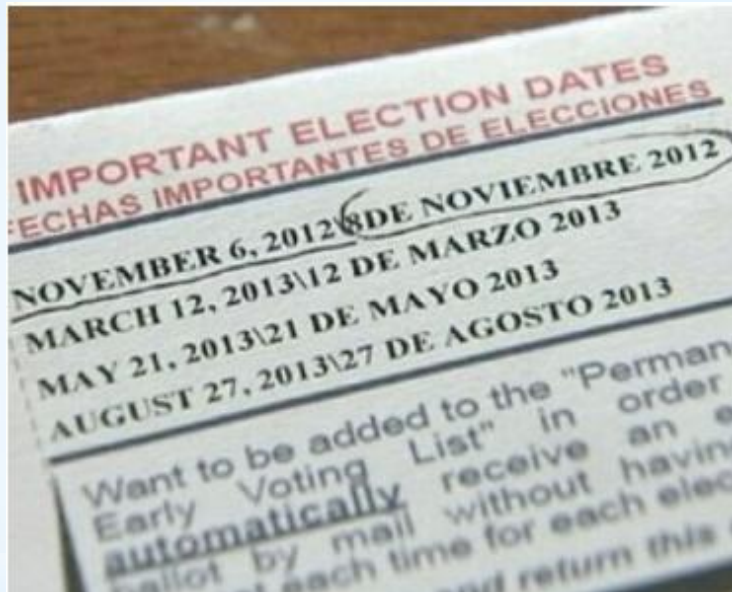 IMPORTANT ELECTION DATES
FECHAS IMPORTANTES DE ELECCIONES
NOVEMBER 6, 2012\8DE NOVIEMBRE 2012
MARCH 12, 2013\12 DE MARZO 2013
MAY 21, 2013\21 DE MAYO 2013
AUGUST 27, 2013\27 DE AGOSTO 2013
Want to be added to the "Perman
Early Voting List" in order
automatically receive an e
ballot by mail without havin
each time for each elec
and return this